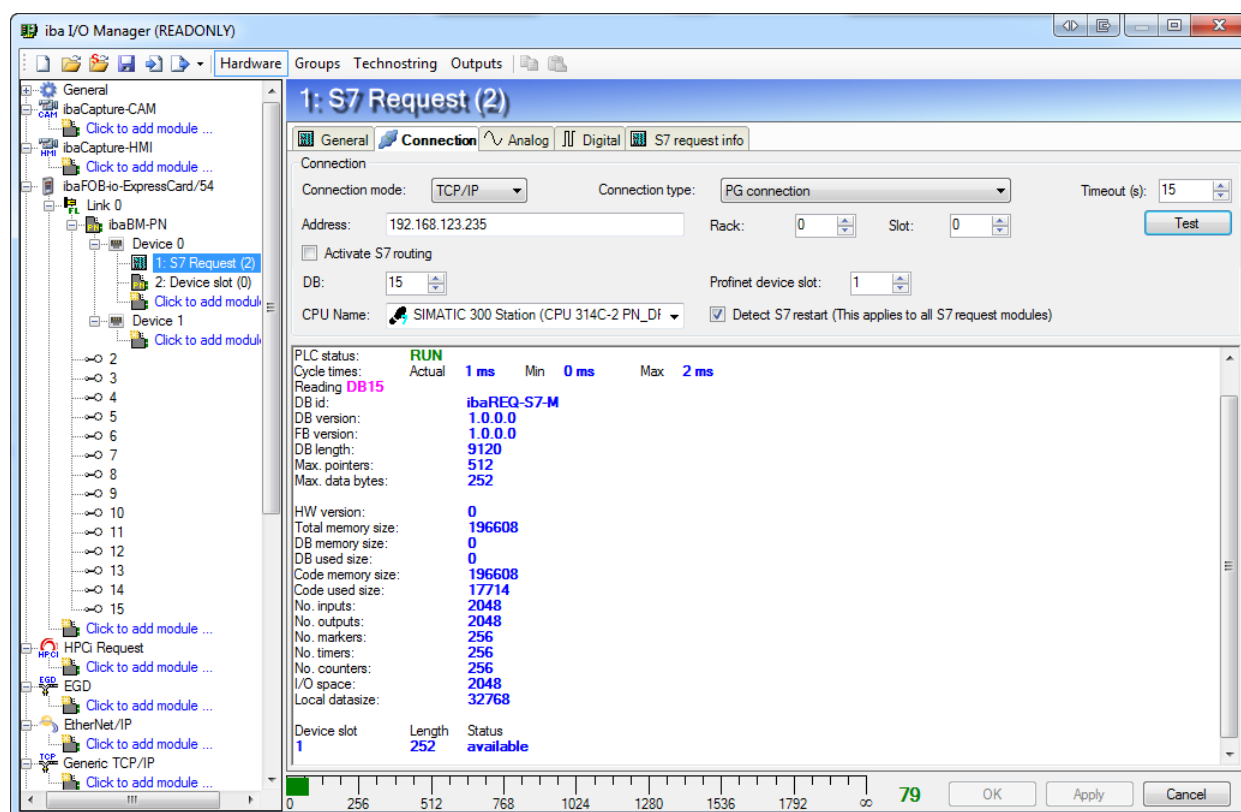 iba I/O Manager (READONLY)
Hardware Groups Technostring Outputs
General
ibaCapture-CAM
Click to add module ...
ibaCapture-HMI
Click to add module ...
ibaFOB-io-ExpressCard/54
Link 0
ibaBM-PN
Device 0
1: S7 Request (2)
2: Device slot (0)
Click to add modul
Device 1
Click to add modul
2
3
4
5
6
7
8
9
10
11
12
13
14
15
Click to add module ...
HPCi Request
Click to add module ...
EGD
Click to add module ...
EtherNet/IP
Click to add module ...
Generic TCP/IP
Click to add module ...
1: S7 Request (2)
General Connection Analog Digital S7 request info
Connection
Connection mode: TCP/IP Connection type: PG connection Timeout (s): 15
Address: 192.168.123.235 Rack: 0 Slot: 0 Test
Activate S7 routing
DB: 15 Profinet device slot: 1
CPU Name: SIMATIC 300 Station (CPU 314C-2 PN_DF Detect S7 restart (This applies to all S7 request modules)
PLC status: RUN
Cycle times: Actual 1 ms Min 0 ms Max 2 ms
Reading DB15
DB id: ibaREQ-S7-M
DB version: 1.0.0.0
FB version: 1.0.0.0
DB length: 9120
Max. pointers: 512
Max. data bytes: 252
HW version: 0
Total memory size: 196608
DB memory size: 0
DB used size: 0
Code memory size: 196608
Code used size: 17714
No. inputs: 2048
No. outputs: 2048
No. markers: 256
No. timers: 256
No. counters: 256
I/O space: 2048
Local datasize: 32768
Device slot Length Status
1 252 available
0 256 512 768 1024 1280 1536 1792 ∞ 79 OK Apply Cancel